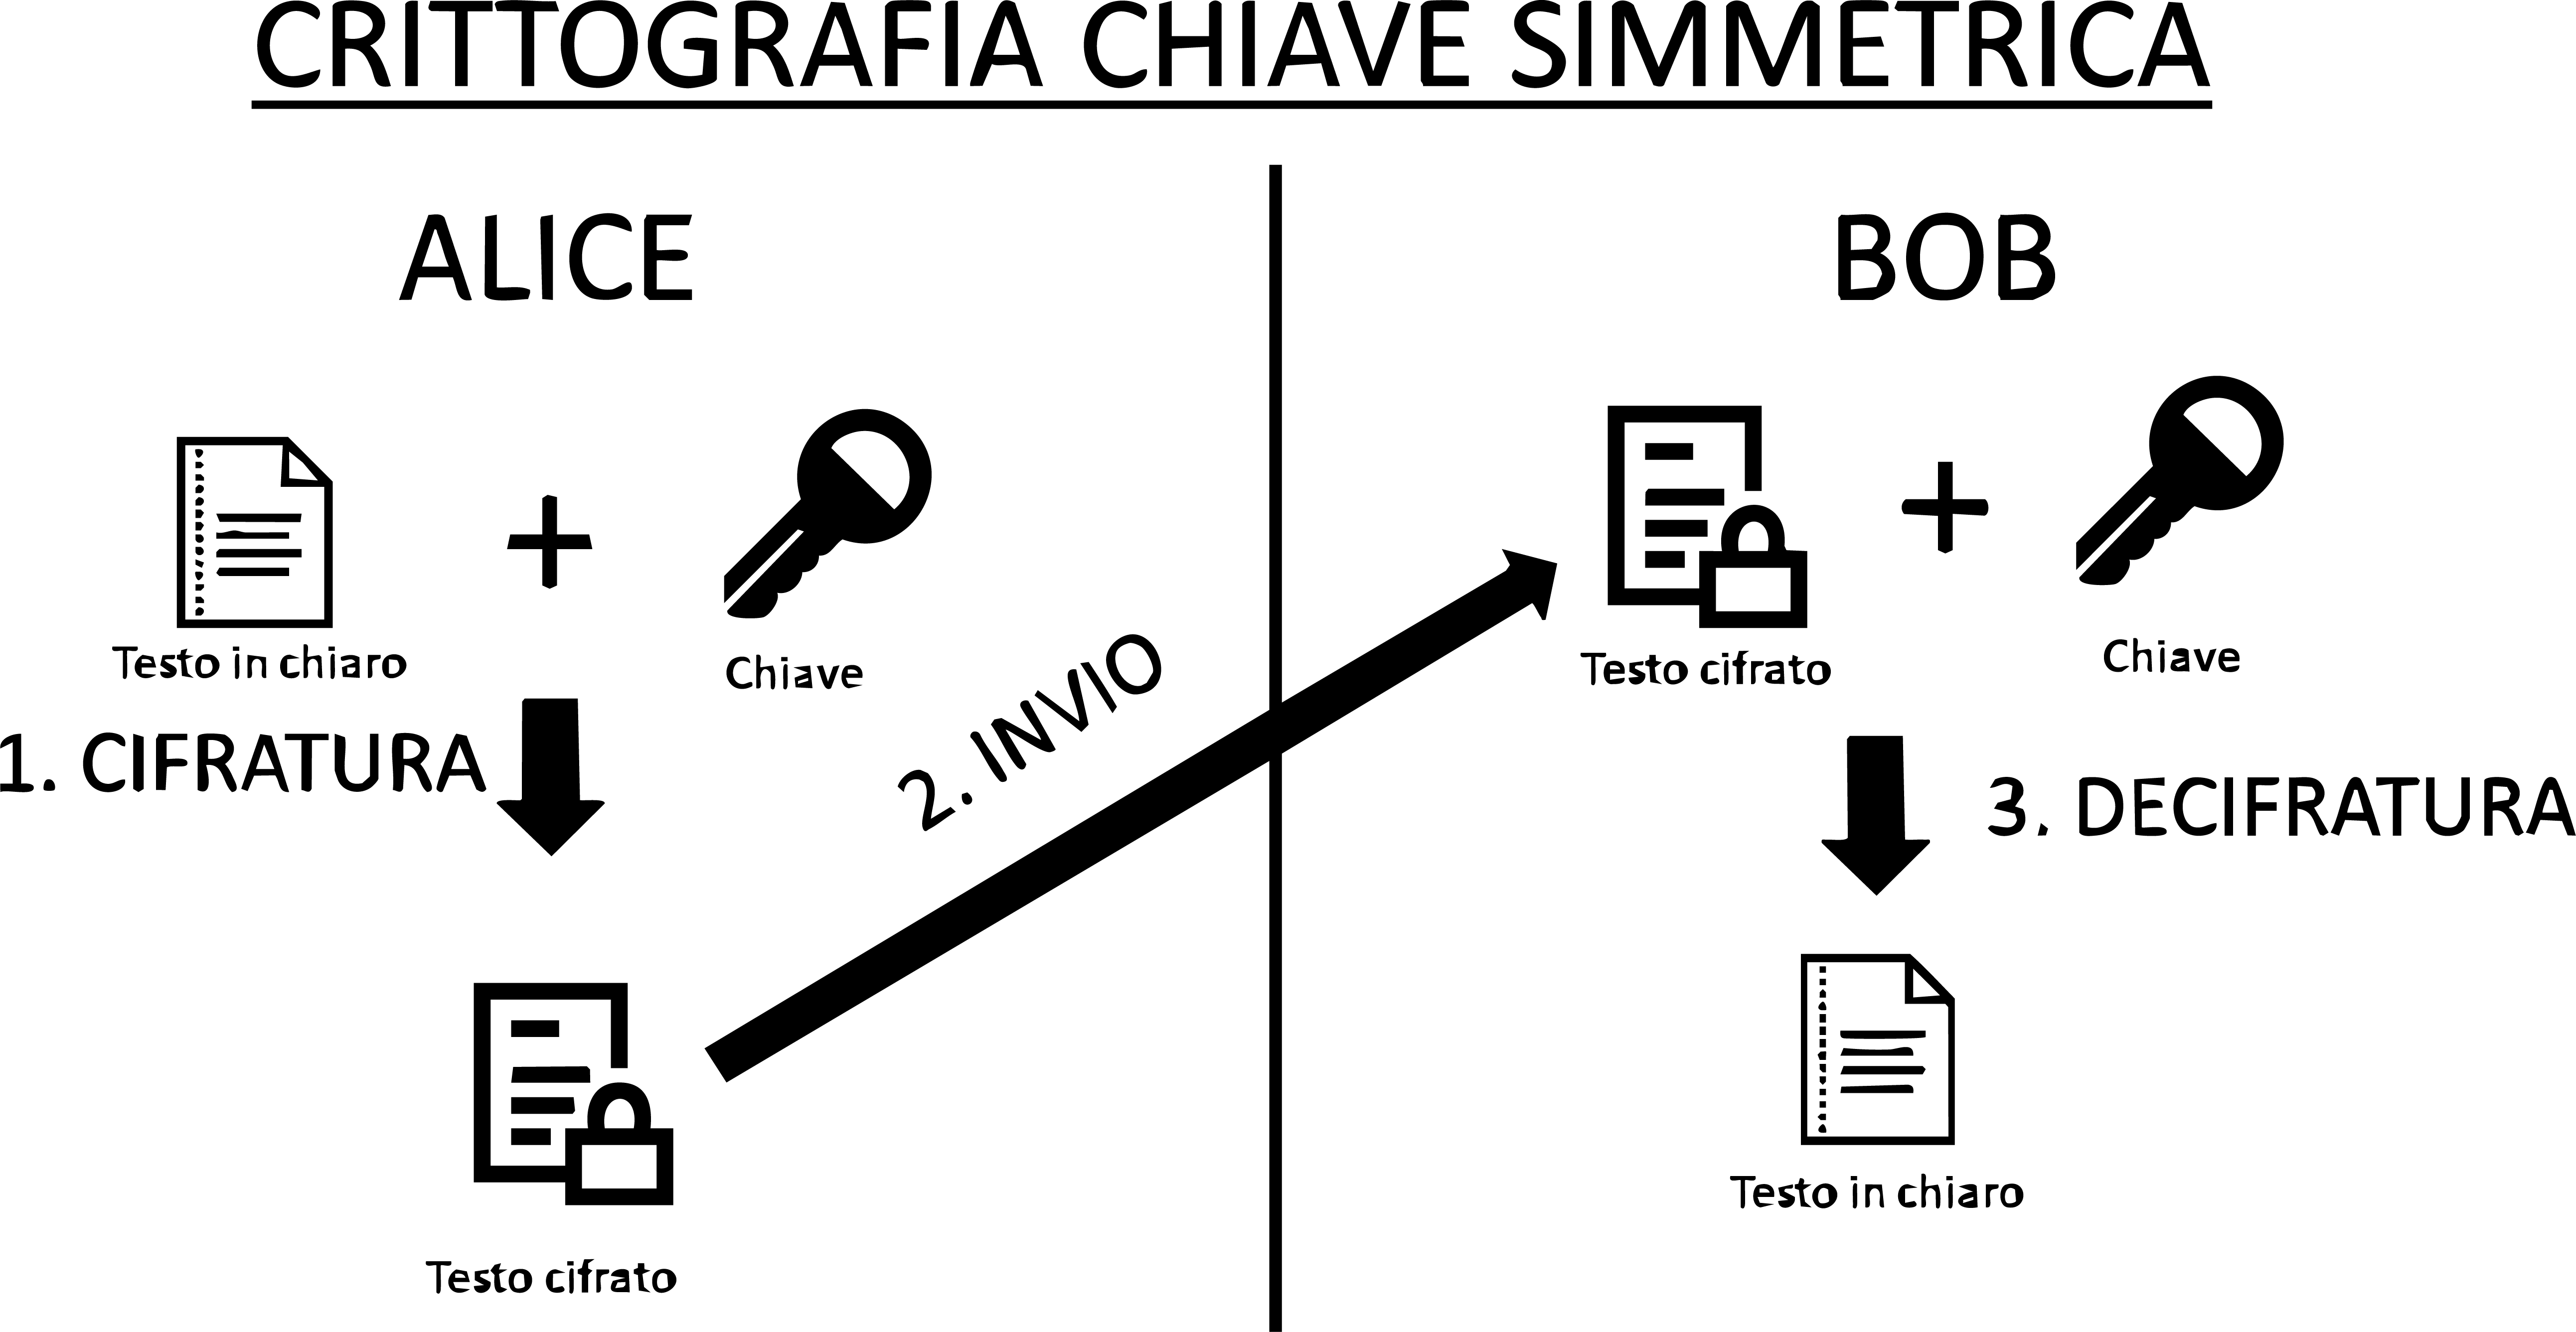 CRITTOGRAFIA CHIAVE SIMMETRICA
ALICE
Testo in chiaro
Chiave
1. CIFRATURA
Testo cifrato
2. INVIO
BOB
Testo cifrato
Chiave
3. DECIFRATURA
Testo in chiaro